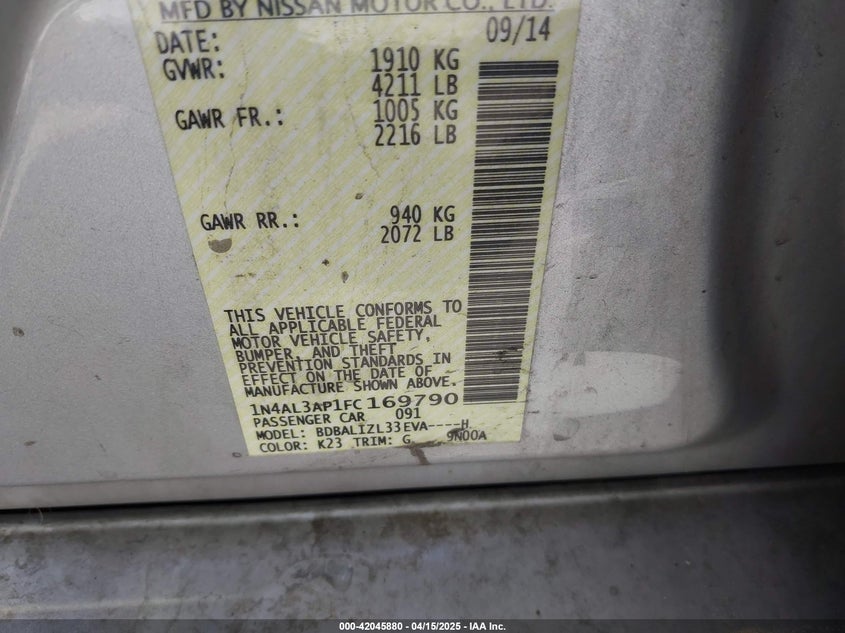 MFD BY NISSAN MOTOR CO., LTD.
DATE: 09/14
GVWR: 1910 KG
4211 LB
GAWR FR.: 1005 KG
2216 LB
GAWR RR.: 940 KG
2072 LB
THIS VEHICLE CONFORMS TO
ALL APPLICABLE FEDERAL
MOTOR VEHICLE SAFETY,
BUMPER, AND THEFT
PREVENTION STANDARDS IN
EFFECT ON THE DATE OF
MANUFACTURE SHOWN ABOVE.
1N4AL3AP1FC169790
PASSENGER CAR 091
MODEL: BDBALIZL33EVA----H
COLOR: K23 TRIM: G 9N00A
000-42045880 - 04/15/2025 - IAA Inc.